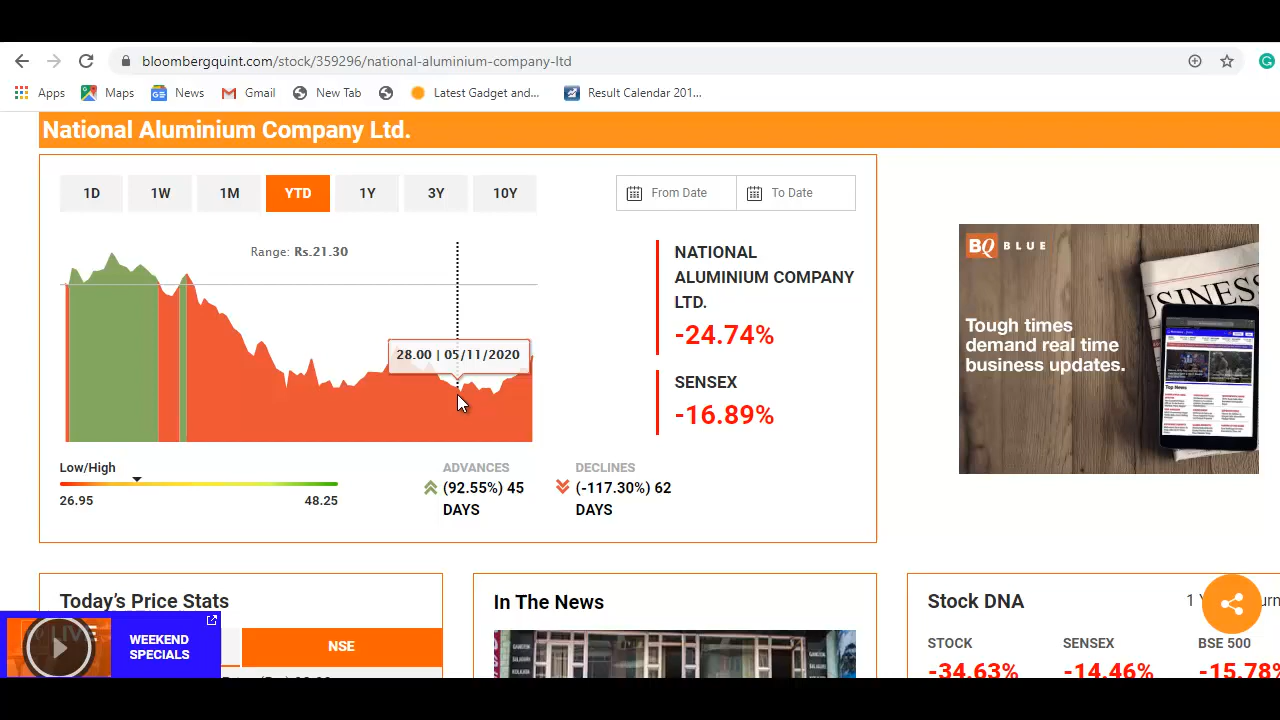 bloombergquint.com/stock/359296/national-aluminium-company-ltd
Apps Maps News Gmail New Tab Latest Gadget and... Result Calendar 201...
National Aluminium Company Ltd.
1D 1W 1M YTD 1Y 3Y 10Y From Date To Date
Range: Rs.21.30
28.00 | 05/11/2020
NATIONAL
ALUMINIUM COMPANY
LTD.
-24.74%
SENSEX
-16.89%
Low/High
26.95 48.25
ADVANCES
(92.55%) 45
DAYS
DECLINES
(-117.30%) 62
DAYS
BQ BLUE
Tough times
demand real time
business updates.
BUSINESS
Today's Price Stats
NSE
LIVE
WEEKEND
SPECIALS
In The News
Stock DNA
STOCK SENSEX BSE 500
-34.63% -14.46% -15.78%